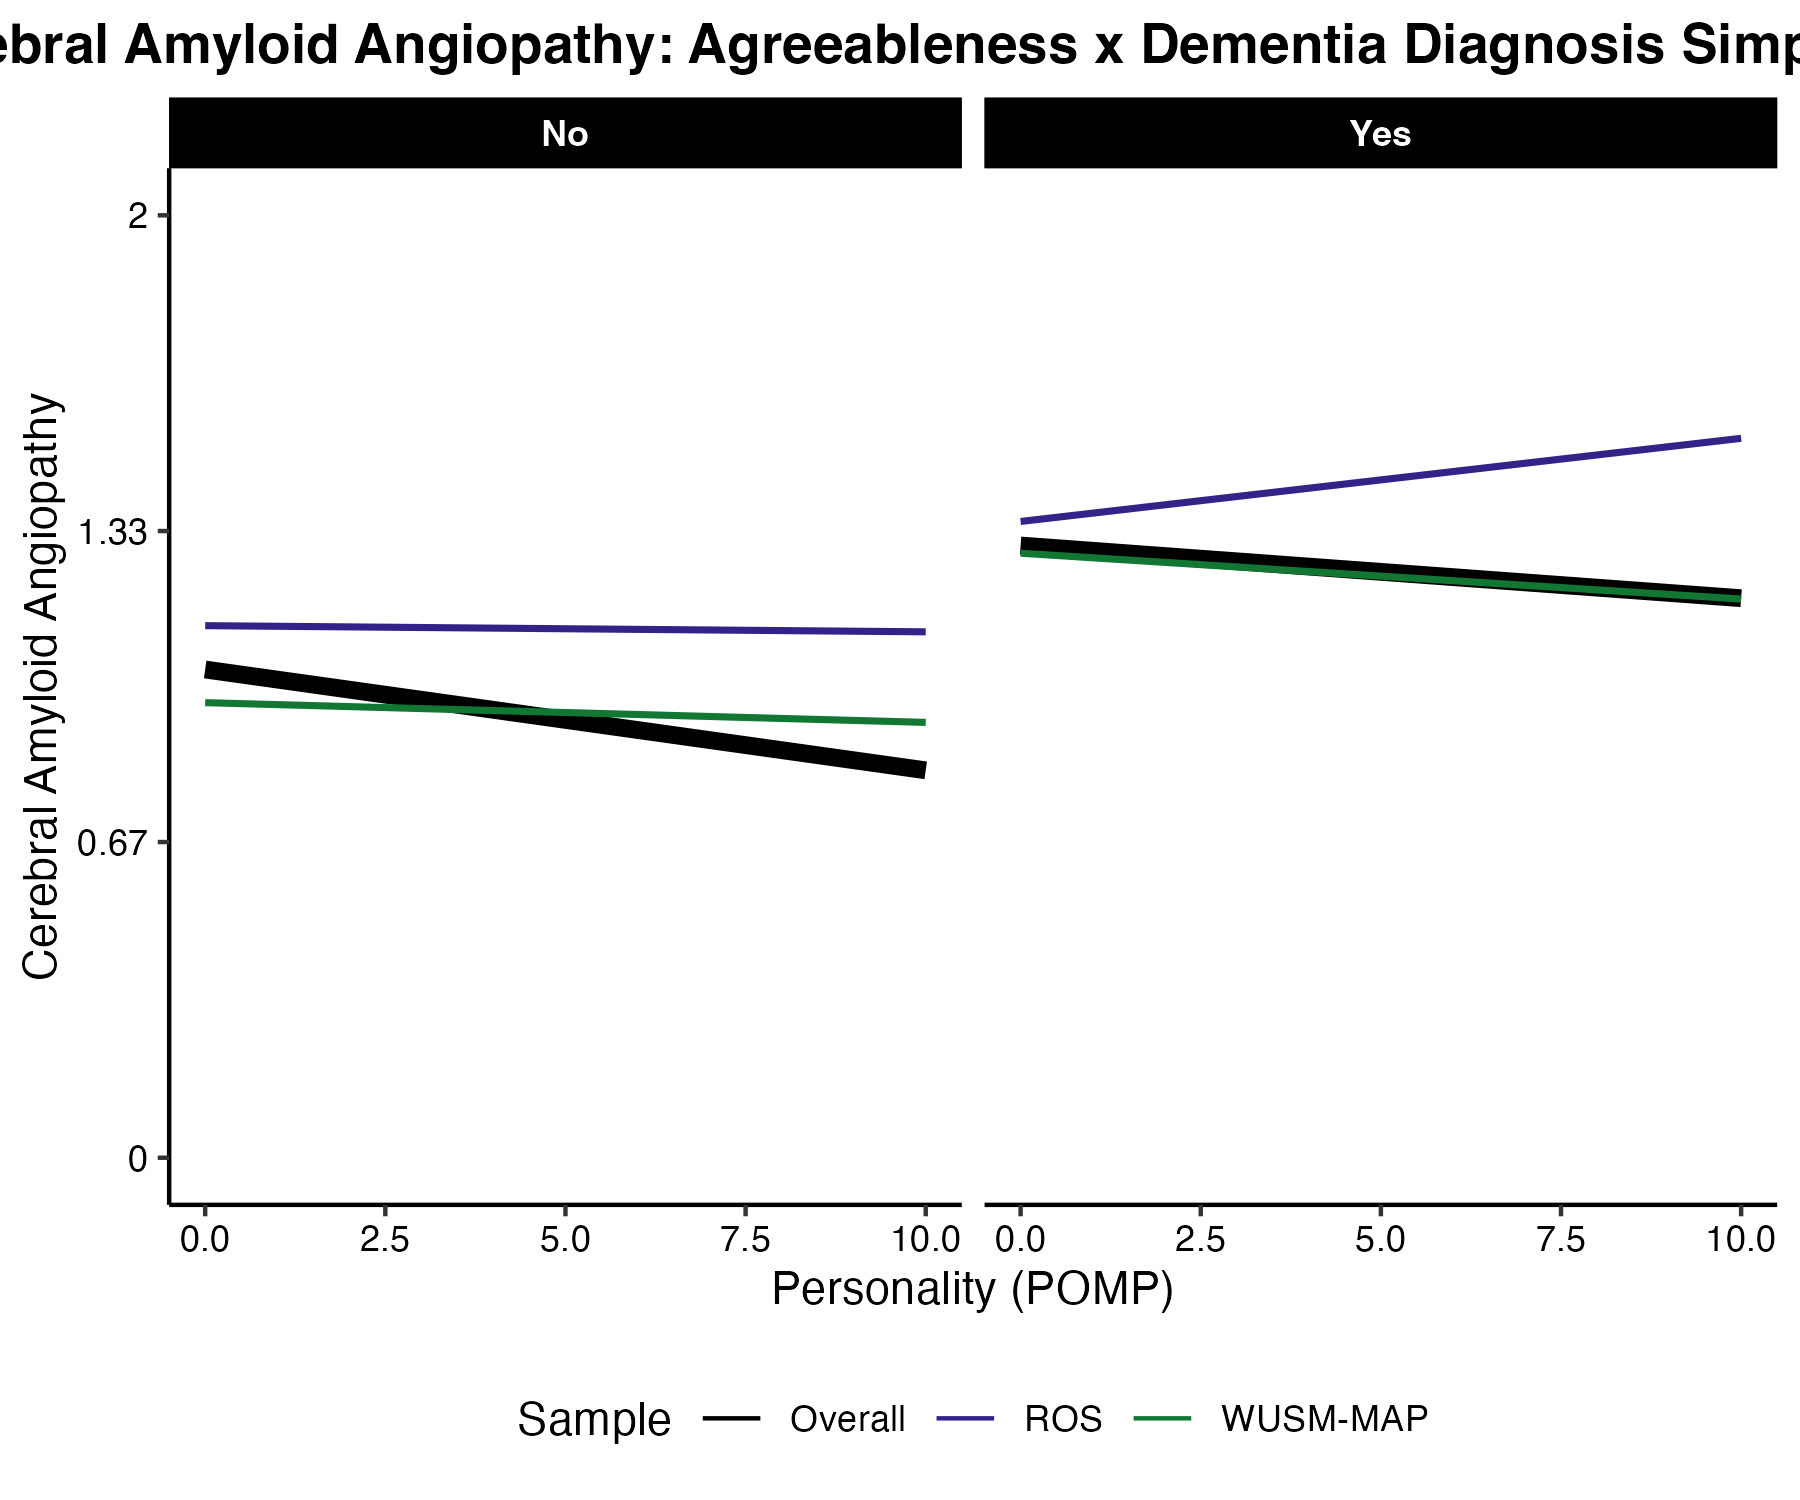 ebral Amyloid Angiopathy: Agreeableness x Dementia Diagnosis Simp
No
Yes
Cerebral Amyloid Angiopathy
2
1.33
0.67
0
0.0 2.5 5.0 7.5 10.0
0.0 2.5 5.0 7.5 10.0
Personality (POMP)
Sample Overall ROS WUSM-MAP